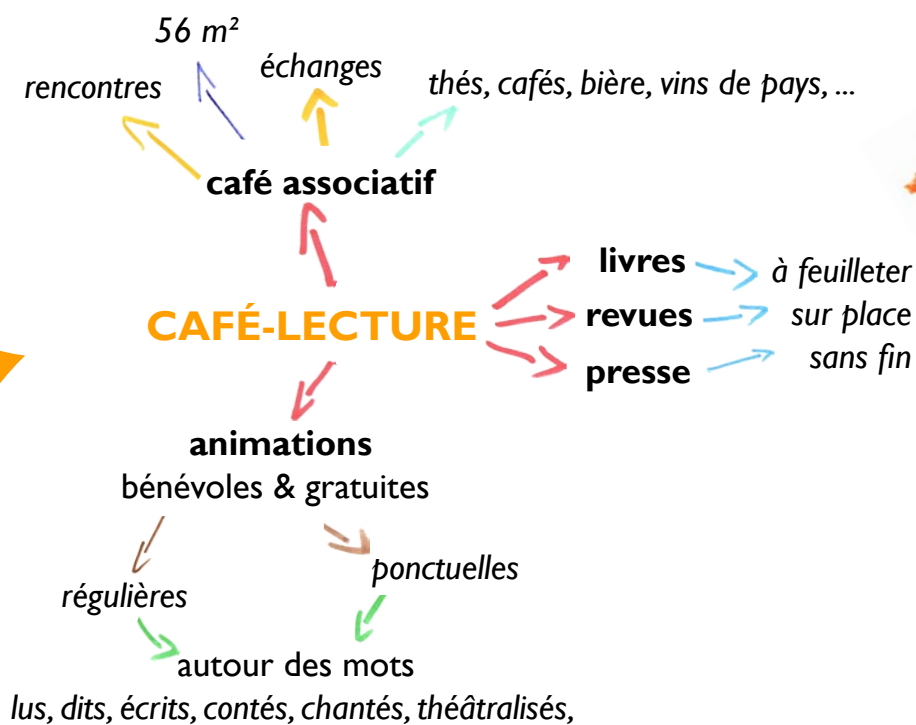 56 m²
rencontres
échanges
thés, cafés, bière, vins de pays, ...
café associatif
livres
à feuilleter
CAFÉ-LECTURE
revues
sur place
presse
sans fin
animations
bénévoles & gratuites
régulières
ponctuelles
autour des mots
lus, dits, écrits, contés, chantés, théâtralisés,